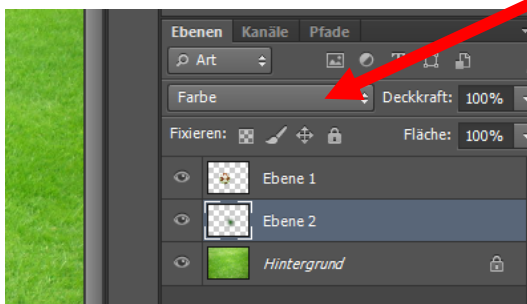 Ebenen Kanäle Pfade
Art T
Farbe Deckkraft: 100%
Fixieren: Fläche: 100%
Ebene 1
Ebene 2
Hintergrund